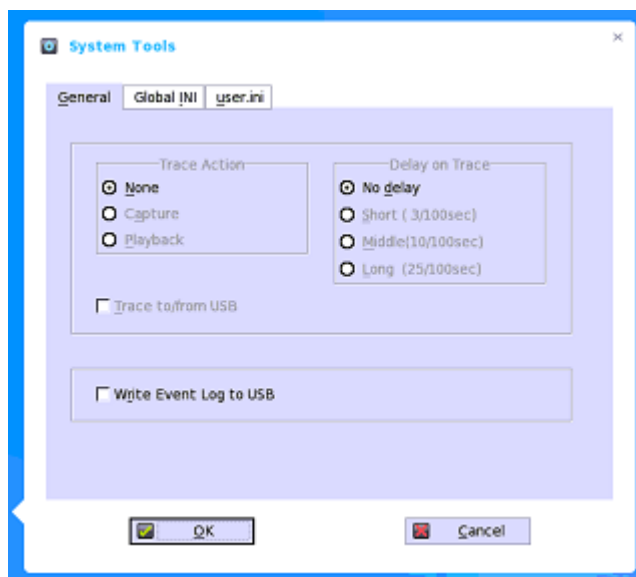 System Tools
General Global INI user.ini
Trace Action
None
Capture
Playback
Delay on Trace
No delay
Short ( 3/100sec)
Middle(10/100sec)
Long (25/100sec)
Trace to/from USB
Write Event Log to USB
OK Cancel